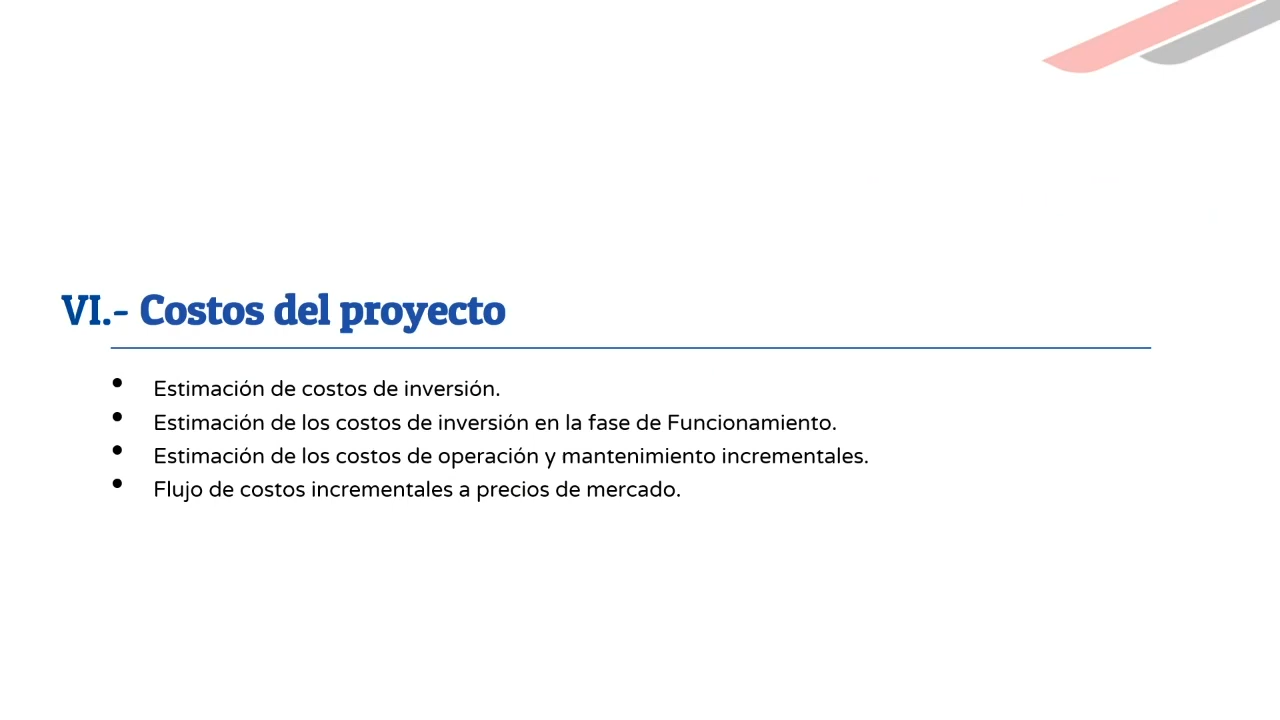 VI.- Costos del proyecto
• Estimación de costos de inversión.
• Estimación de los costos de inversión en la fase de Funcionamiento.
• Estimación de los costos de operación y mantenimiento incrementales.
• Flujo de costos incrementales a precios de mercado.